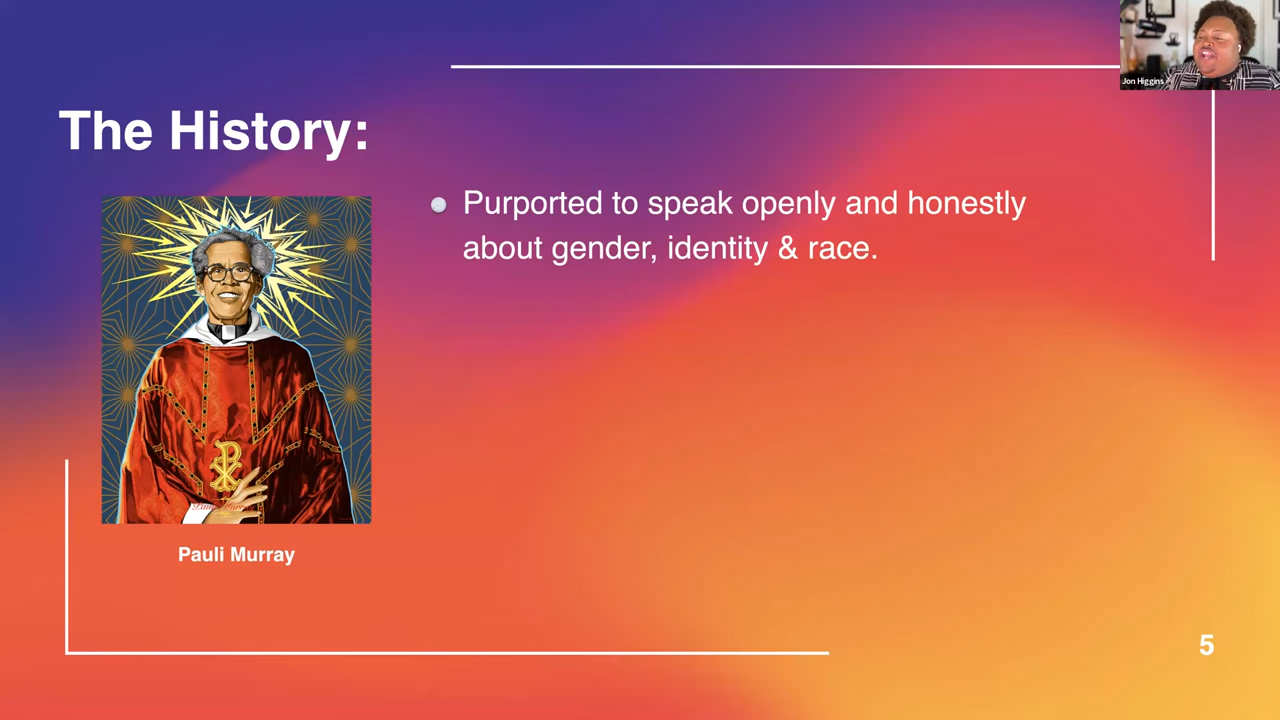 Jon Higgins
The History:
Purported to speak openly and honestly
about gender, identity & race.
Pauli Murray
5